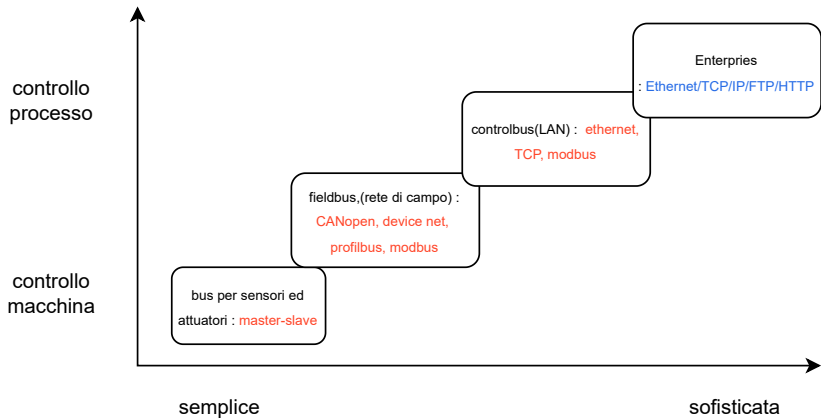 controllo
processo
Enterpries
: Ethernet/TCP/IP/FTP/HTTP
controlbus(LAN) : ethernet,
TCP, modbus
fieldbus,(rete di campo) :
CANopen, device net,
profilbus, modbus
controllo
macchina
bus per sensori ed
attuatori : master-slave
semplice
sofisticata